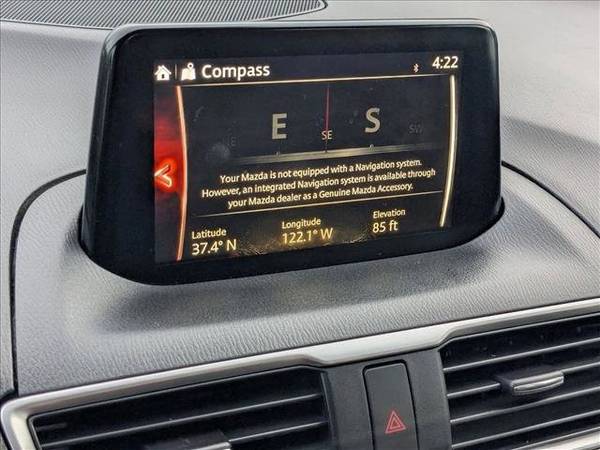 Compass
4:22
E
E
SE
S
SW
Your Mazda is not equipped with a Navigation system.
However, an integrated Navigation system is available through
your Mazda dealer as a Genuine Mazda Accessory.
Latitude
37.4° N
Longitude
122.1° W
Elevation
85 ft